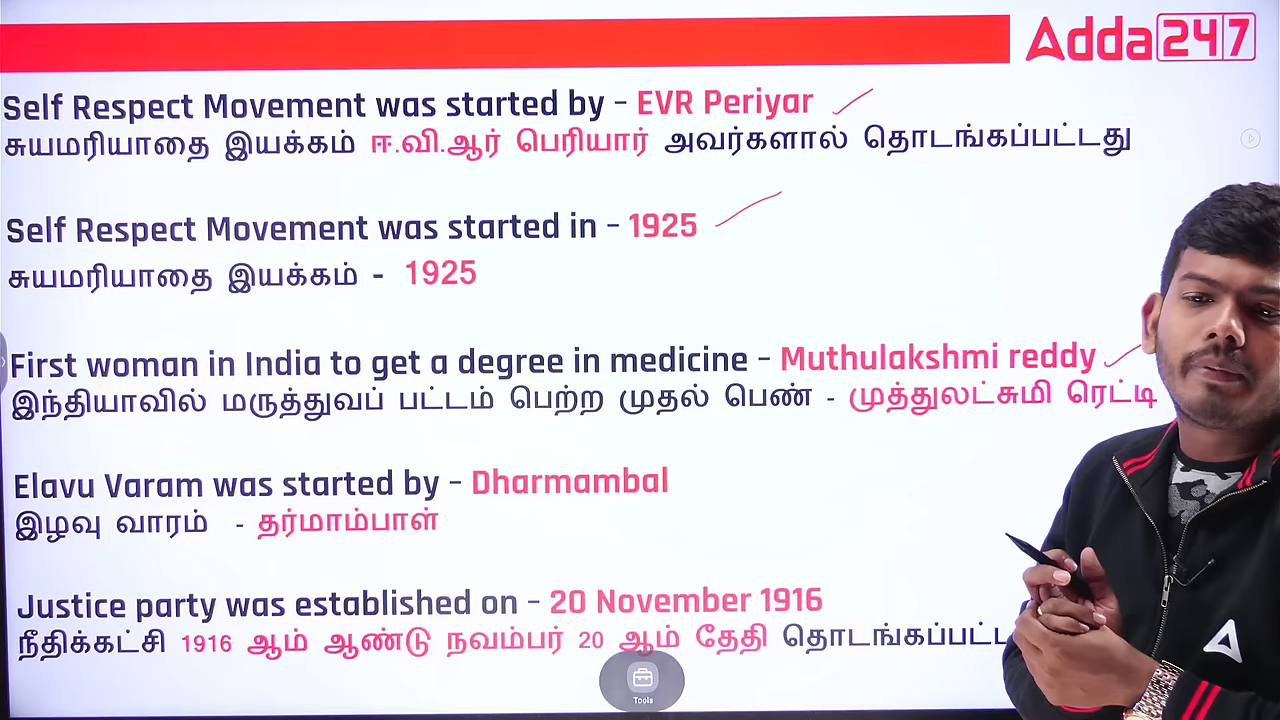 Adda247
Self Respect Movement was started by - EVR Periyar
சுயமரியாதை இயக்கம் ஈ.வி.ஆர் பெரியார் அவர்களால் தொடங்கப்பட்டது
Self Respect Movement was started in - 1925
சுயமரியாதை இயக்கம் - 1925
First woman in India to get a degree in medicine - Muthulakshmi reddy
இந்தியாவில் மருத்துவப் பட்டம் பெற்ற முதல் பெண் - முத்துலட்சுமி ரெட்டி
Elavu Varam was started by - Dharmambal
இழவு வாரம் - தர்மாம்பாள்
Justice party was established on - 20 November 1916
நீதிக்கட்சி 1916 ஆம் ஆண்டு நவம்பர் 20 ஆம் தேதி தொடங்கப்பட்ட
Tools